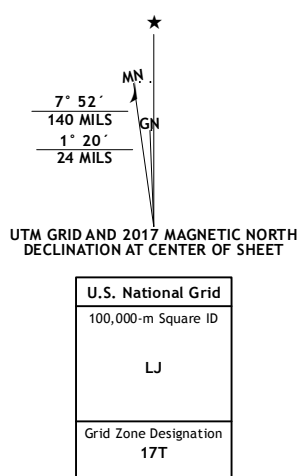 ★
MN
7° 52´
140 MILS
GN
1° 20´
24 MILS
UTM GRID AND 2017 MAGNETIC NORTH
DECLINATION AT CENTER OF SHEET
U.S. National Grid
100,000-m Square ID
LJ
Grid Zone Designation
17T